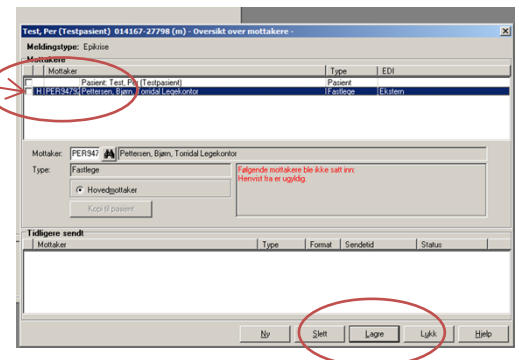 Test, Per (Testpasient) 014167-27798 (m) - Oversikt over mottakere -
Meldingstype: Epikrise
Mottakere
Mottaker Type EDI
Pasient: Test, Per (Testpasient) Pasient
H PER9479 Pettersen, Bjørn, Torridal Legekontor Fastlege Ekstern
Mottaker: PER947 Pettersen, Bjørn, Torridal Legekontor
Type: Fastlege
Følgende mottakere ble ikke satt inn:
Henvist fra er ugyldig.
Hovedmottaker
Kopi til pasient
Tidligere sendt
Mottaker Type Format Sendetid Status
Ny Slett Lagre Lukk Hjelp